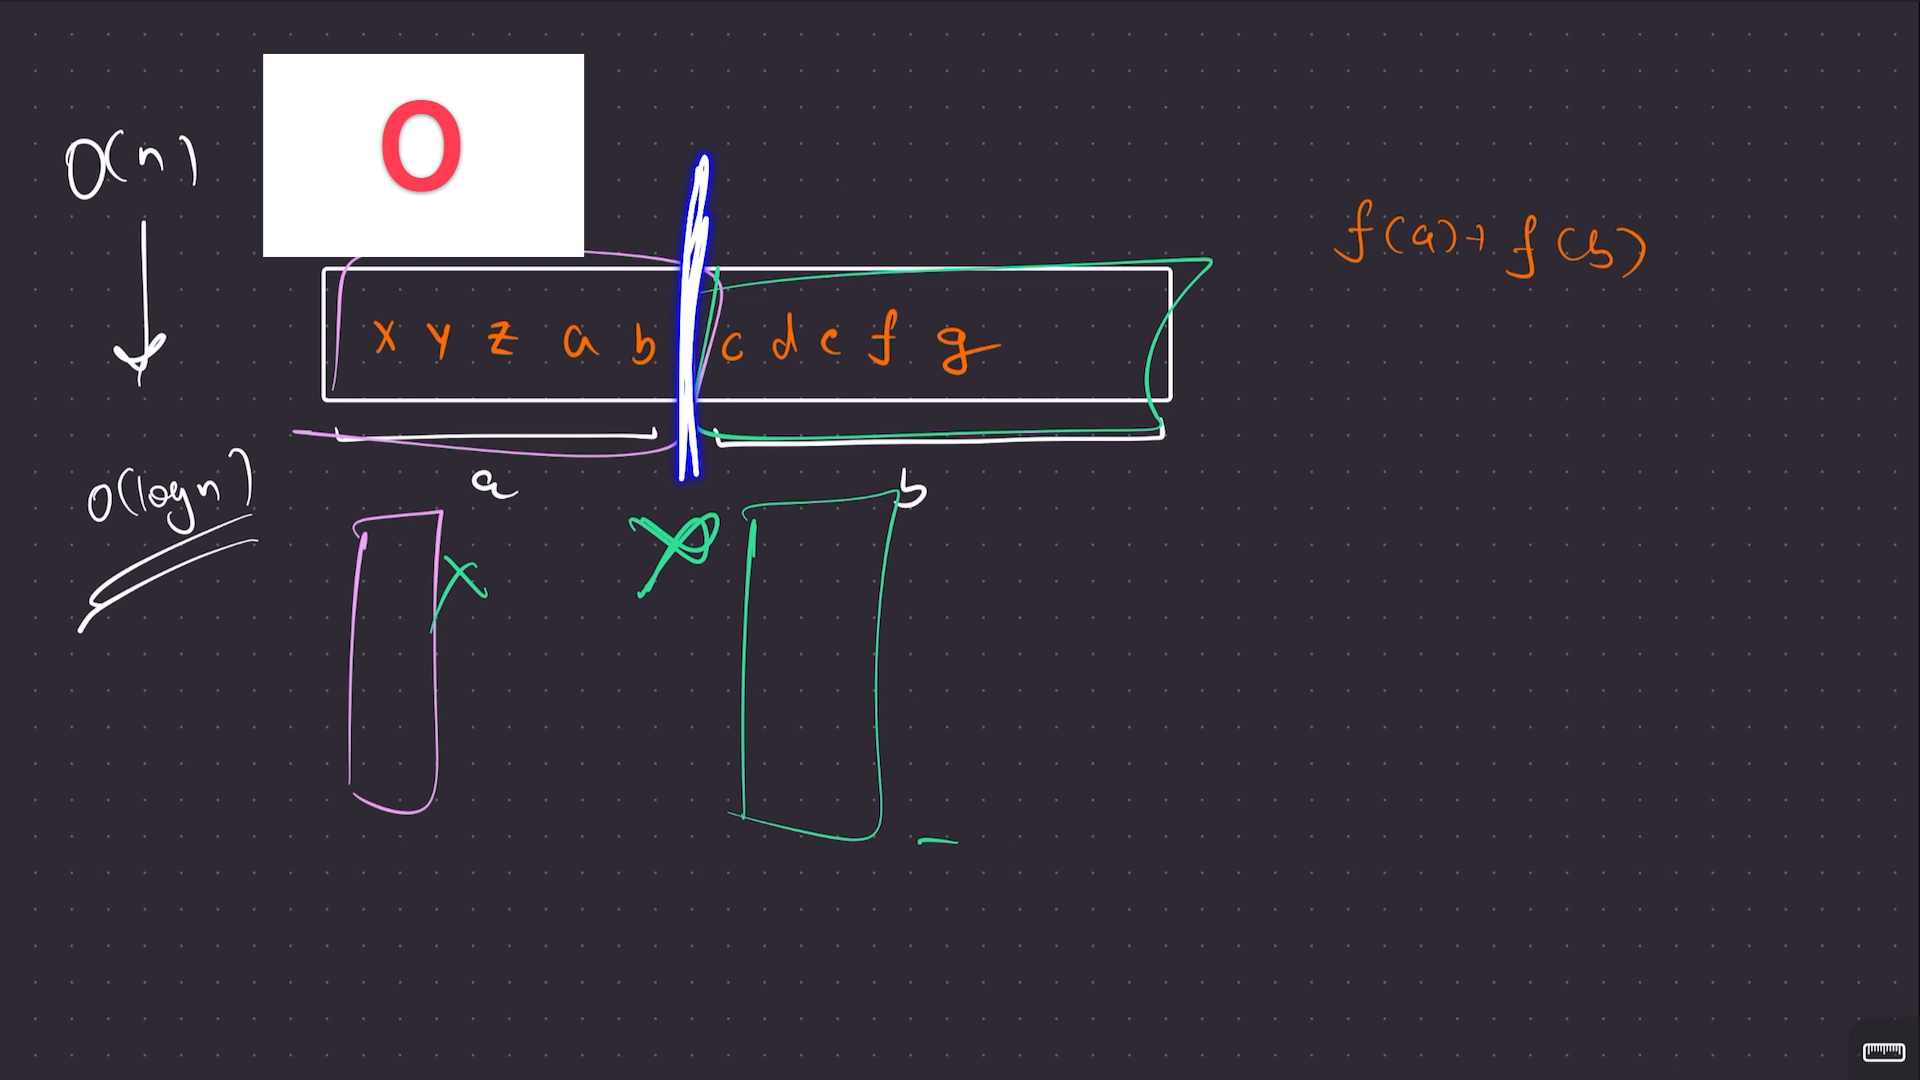 O
O(n)
f(a)+ f(b)
x y z a b c d e f g
a b
O(log n)